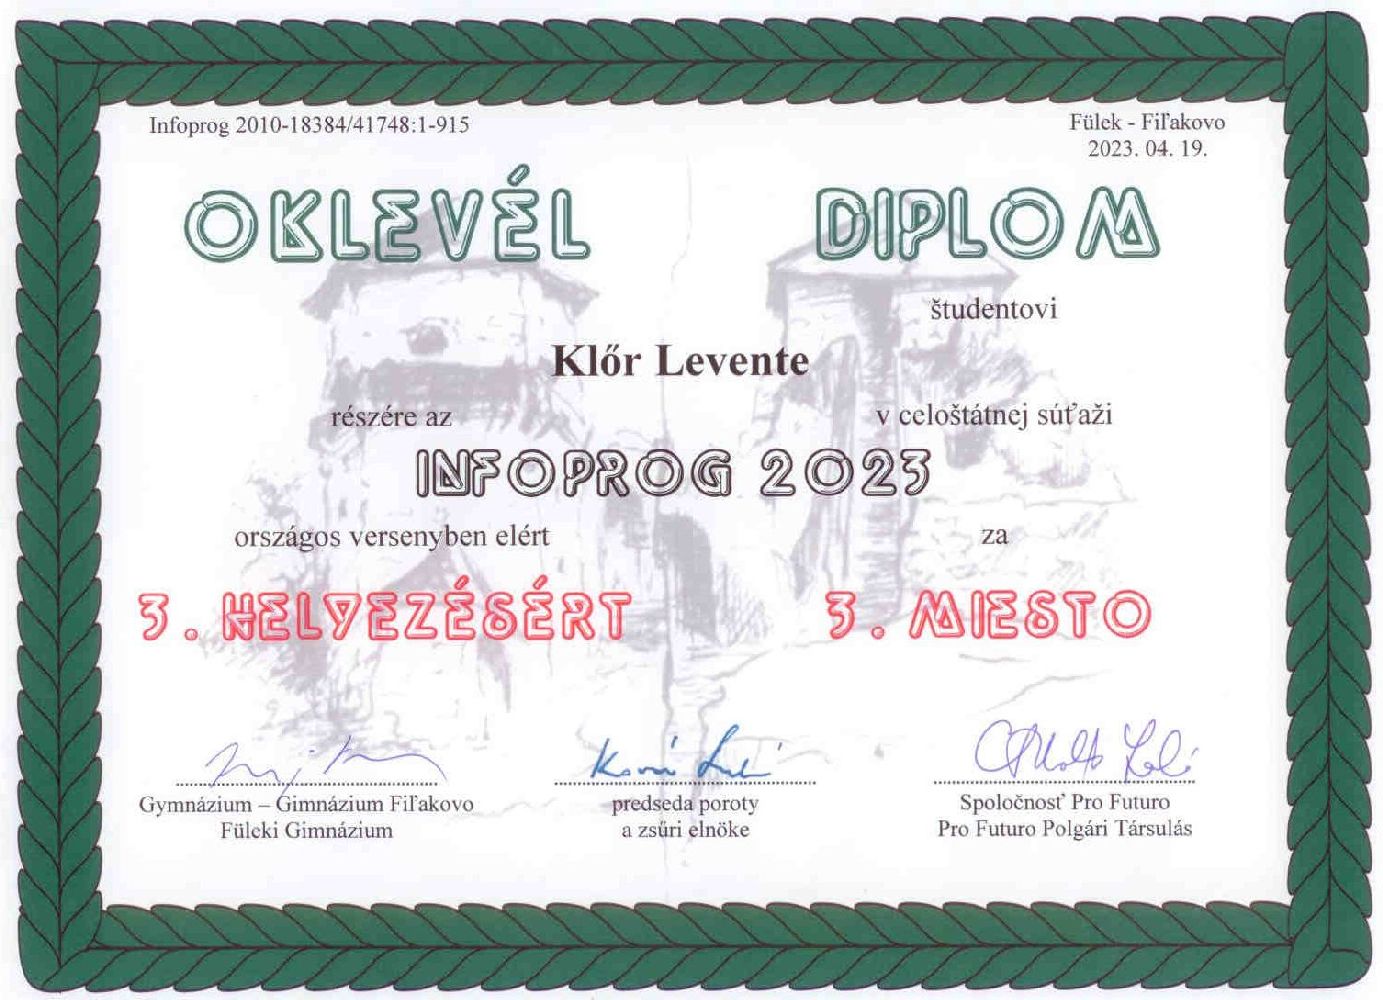 Infoprog 2010-18384/41748:1-915
Fülek - Fiľakovo
2023. 04. 19.
OKLEVÉL DIPLOM
študentovi
Klőr Levente
részére az v celoštátnej súťaži
INFOPROG 2023
országos versenyben elért za
3. HELYEZÉSÉRT 3. MIESTO
Gymnázium – Gimnázium Fiľakovo
Füleki Gimnázium
predseda poroty
a zsűri elnöke
Spoločnosť Pro Futuro
Pro Futuro Polgári Társulás